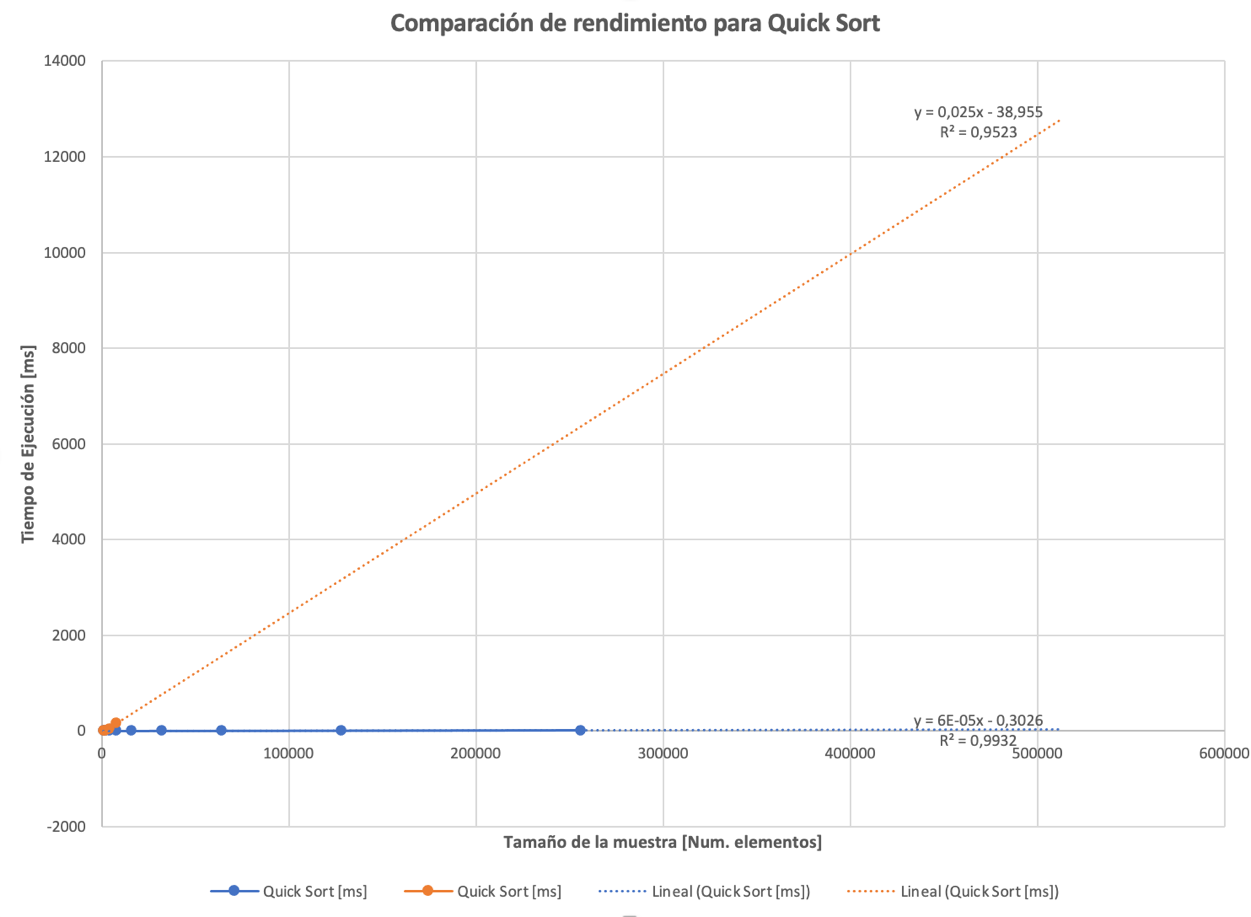 Comparación de rendimiento para Quick Sort
14000
12000
10000
8000
6000
4000
2000
0
-2000
Tiempo de Ejecución [ms]
y = 0,025x - 38,955
R² = 0,9523
y = 6E-05x - 0,3026
R² = 0,9932
0 100000 200000 300000 400000 500000 600000
Tamaño de la muestra [Num. elementos]
Quick Sort [ms] Quick Sort [ms] Lineal (Quick Sort [ms]) Lineal (Quick Sort [ms])